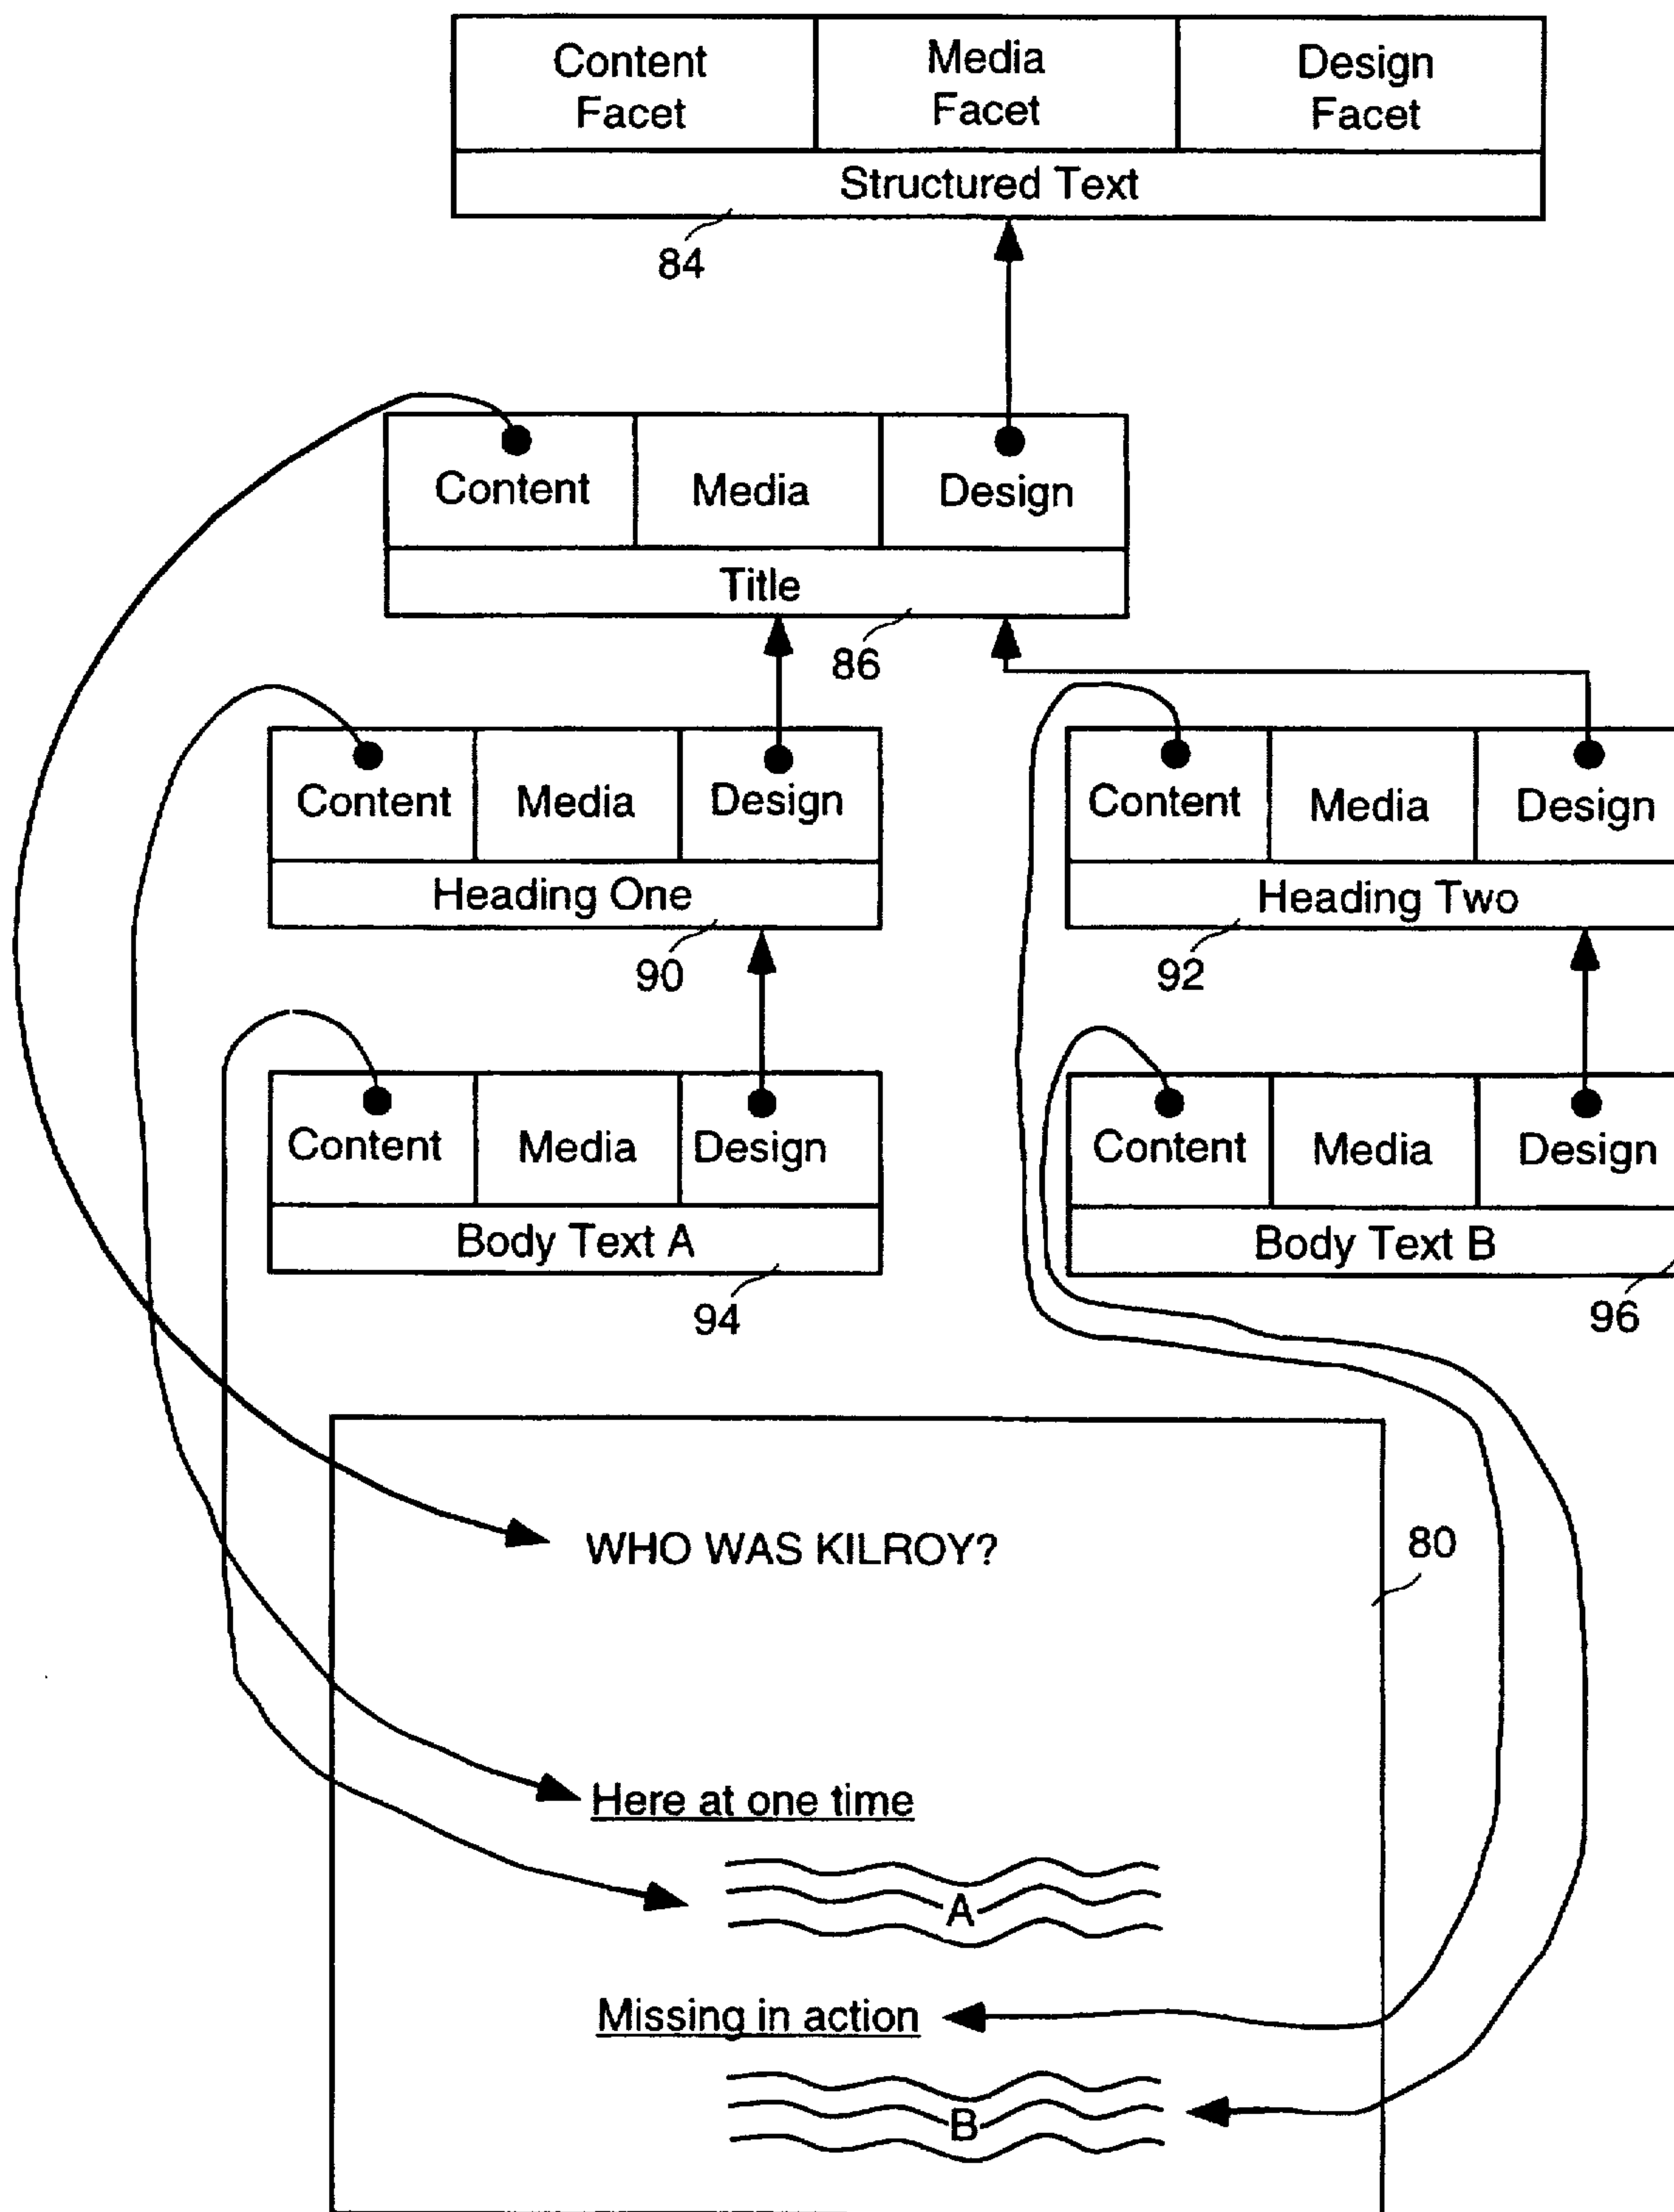 Content
Facet
Media
Facet
Design
Facet
Structured Text
84
Content
Media
Design
Title
86
Content
Media
Design
Heading One
90
Content
Media
Design
Heading Two
92
Content
Media
Design
Body Text A
94
Content
Media
Design
Body Text B
96
WHO WAS KILROY?
80
Here at one time
A
Missing in action
B